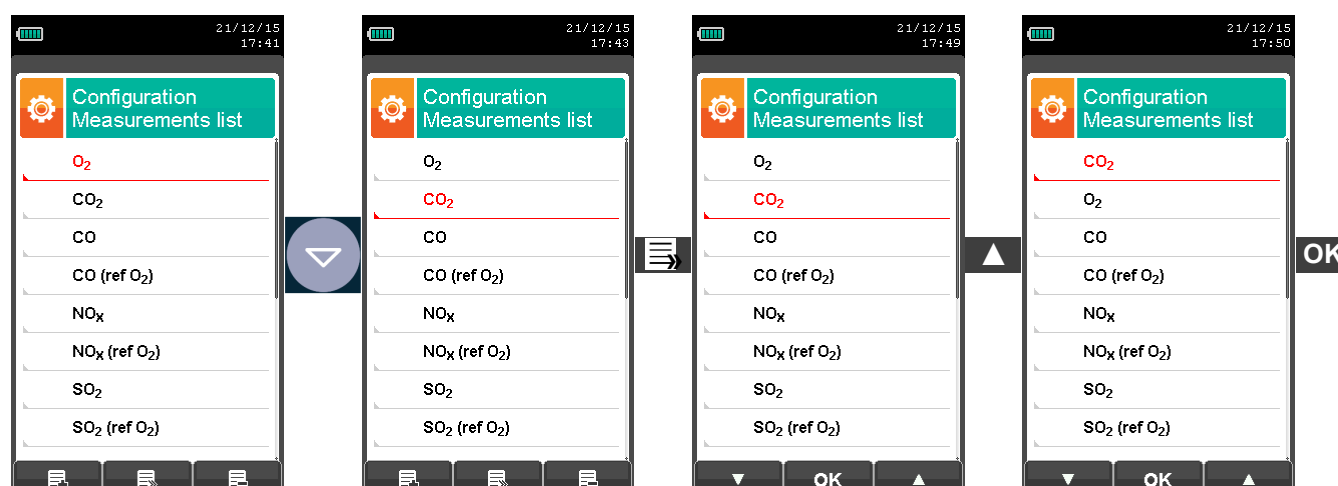 21/12/15
17:41
Configuration
Measurements list
O₂
CO₂
CO
CO (ref O₂)
NOₓ
NOₓ (ref O₂)
SO₂
SO₂ (ref O₂)
21/12/15
17:43
Configuration
Measurements list
O₂
CO₂
CO
CO (ref O₂)
NOₓ
NOₓ (ref O₂)
SO₂
SO₂ (ref O₂)
21/12/15
17:49
Configuration
Measurements list
O₂
CO₂
CO
CO (ref O₂)
NOₓ
NOₓ (ref O₂)
SO₂
SO₂ (ref O₂)
OK
21/12/15
17:50
Configuration
Measurements list
CO₂
O₂
CO
CO (ref O₂)
NOₓ
NOₓ (ref O₂)
SO₂
SO₂ (ref O₂)
OK
OK